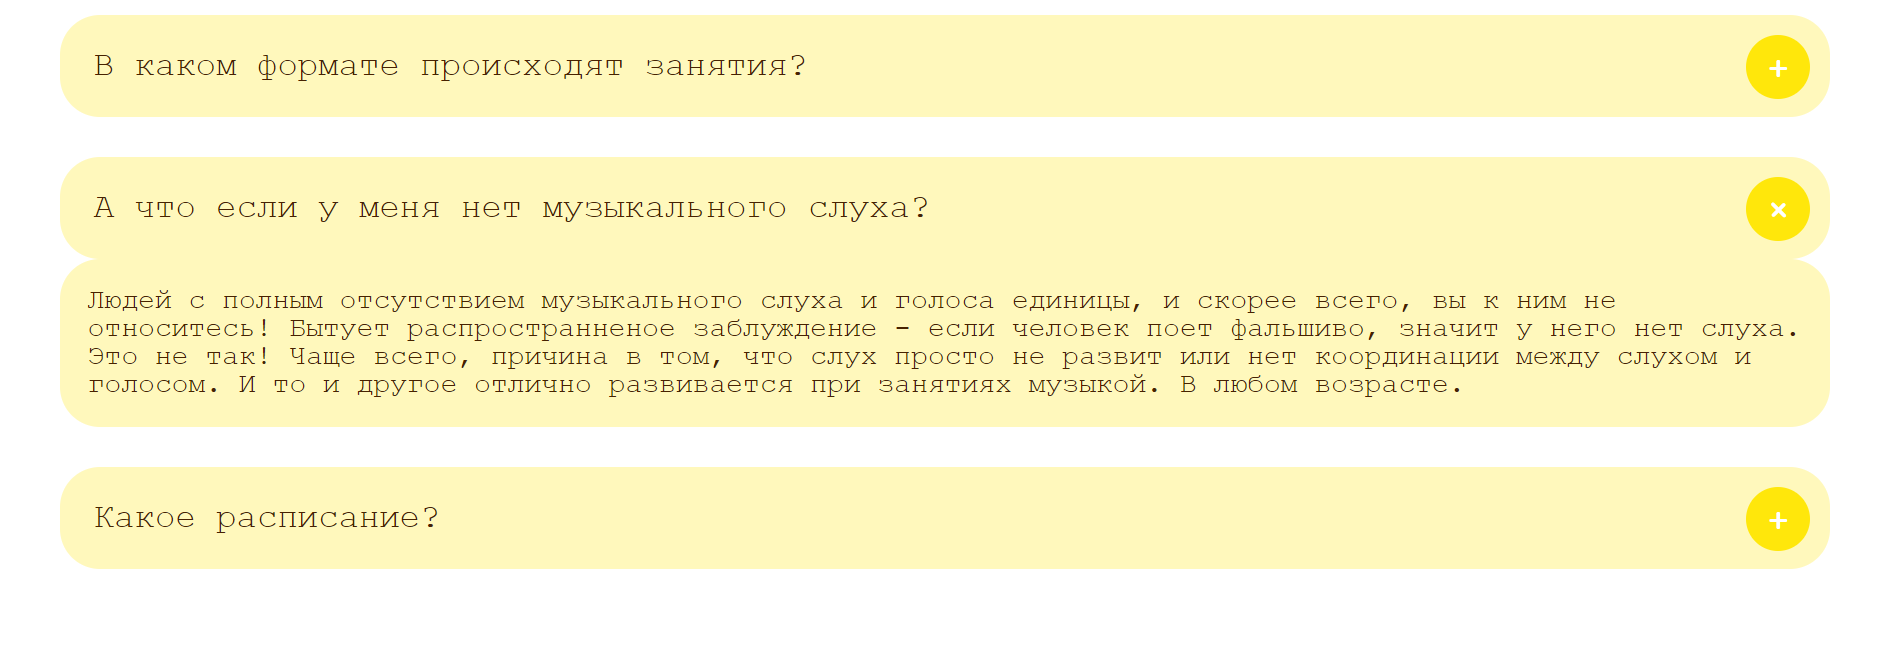 В каком формате происходят занятия?
+
А что если у меня нет музыкального слуха?
×
Людей с полным отсутствием музыкального слуха и голоса единицы, и скорее всего, вы к ним не
относитесь! Бытует распространненое заблуждение - если человек поет фальшиво, значит у него нет слуха.
Это не так! Чаще всего, причина в том, что слух просто не развит или нет координации между слухом и
голосом. И то и другое отлично развивается при занятиях музыкой. В любом возрасте.
Какое расписание?
+